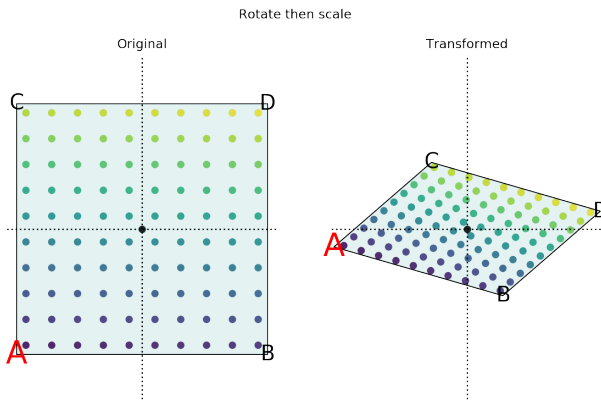 Rotate then scale
Original
Transformed
C
D
A
B
C
D
A
B